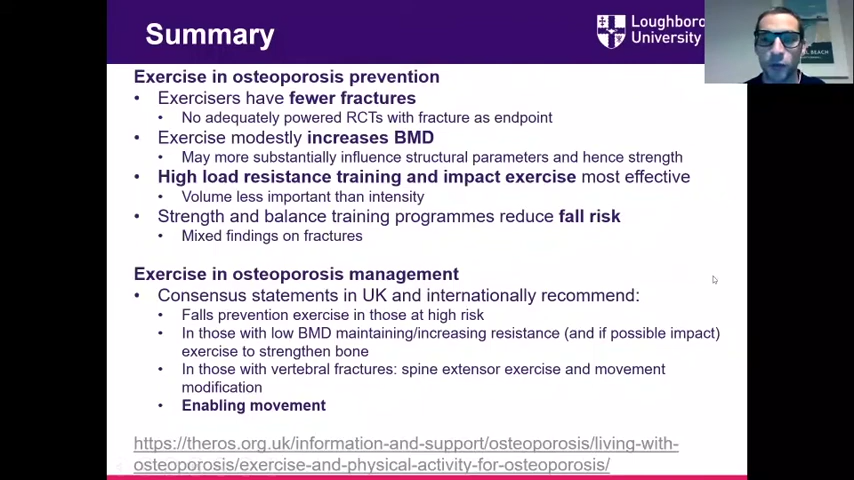 Summary
Loughboro
University
Exercise in osteoporosis prevention
• Exercisers have fewer fractures
• No adequately powered RCTs with fracture as endpoint
• Exercise modestly increases BMD
• May more substantially influence structural parameters and hence strength
• High load resistance training and impact exercise most effective
• Volume less important than intensity
• Strength and balance training programmes reduce fall risk
• Mixed findings on fractures
Exercise in osteoporosis management
• Consensus statements in UK and internationally recommend:
• Falls prevention exercise in those at high risk
• In those with low BMD maintaining/increasing resistance (and if possible impact)
exercise to strengthen bone
• In those with vertebral fractures: spine extensor exercise and movement
modification
• Enabling movement
https://theros.org.uk/information-and-support/osteoporosis/living-with-
osteoporosis/exercise-and-physical-activity-for-osteoporosis/